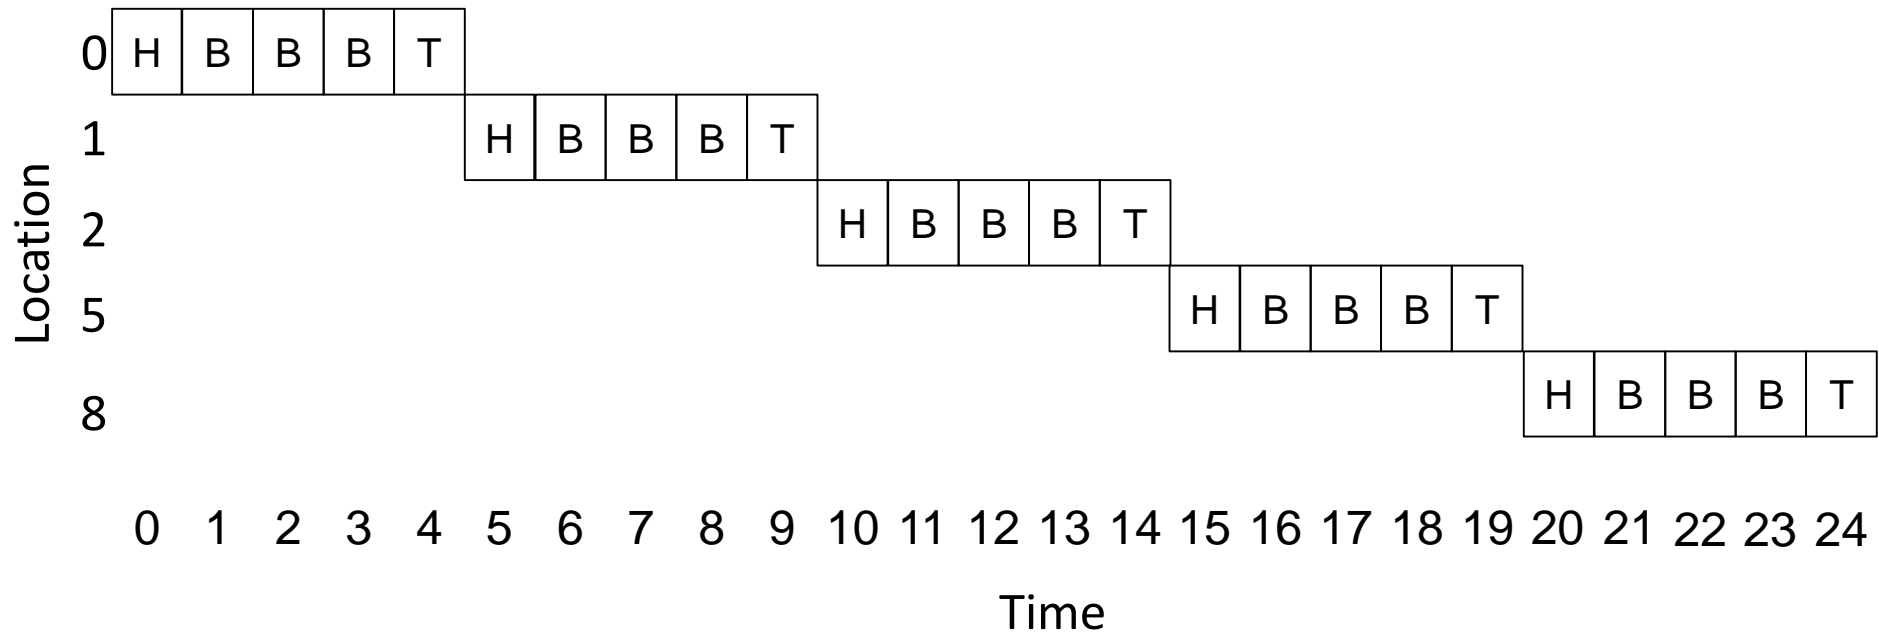 0 H B B B T
1 H B B B T
2 H B B B T
5 H B B B T
8 H B B B T
Location
0 1 2 3 4 5 6 7 8 9 10 11 12 13 14 15 16 17 18 19 20 21 22 23 24
Time